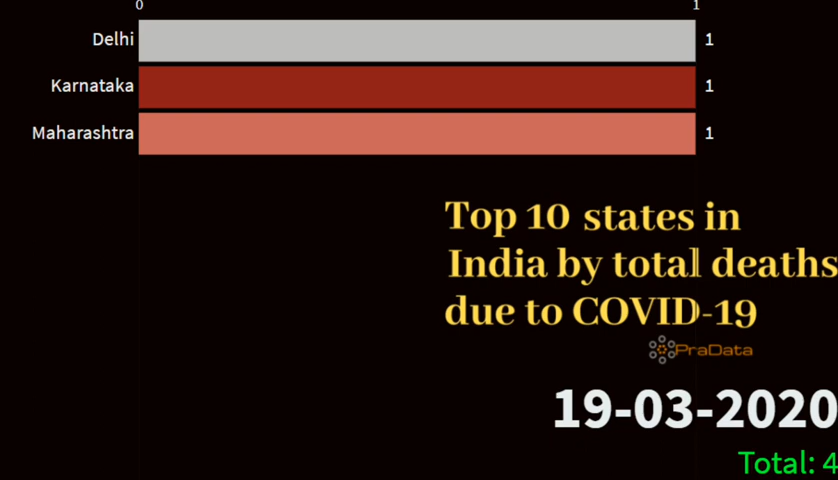 0 1
Delhi 1
Karnataka 1
Maharashtra 1
Top 10 states in
India by total deaths
due to COVID-19
PraData
19-03-2020
Total: 4